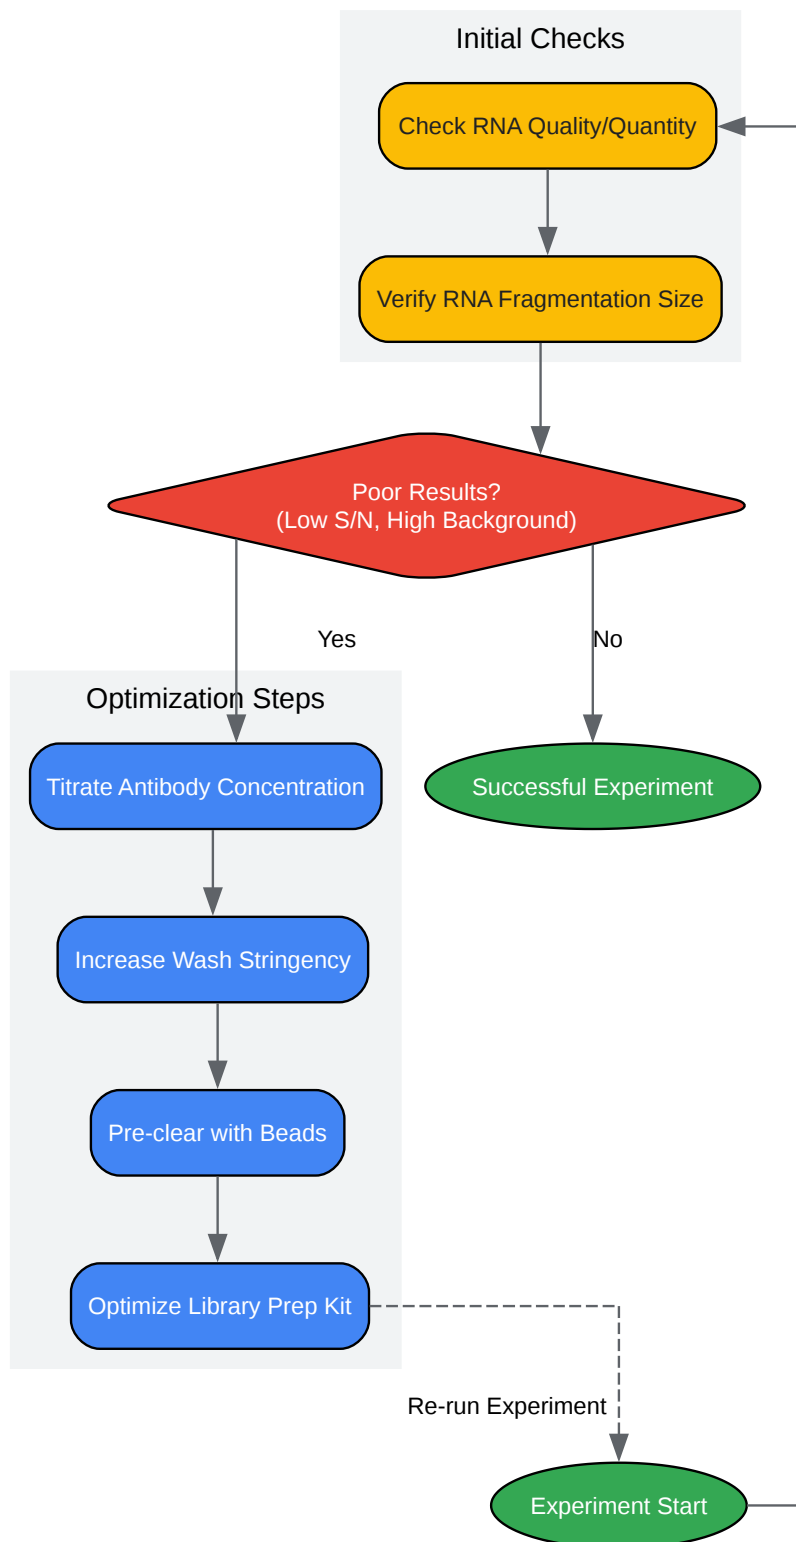 Initial Checks
Check RNA Quality/Quantity
Verify RNA Fragmentation Size
Poor Results?
(Low S/N, High Background)
Yes
No
Optimization Steps
Titrate Antibody Concentration
Successful Experiment
Increase Wash Stringency
Pre-clear with Beads
Optimize Library Prep Kit
Re-run Experiment
Experiment Start